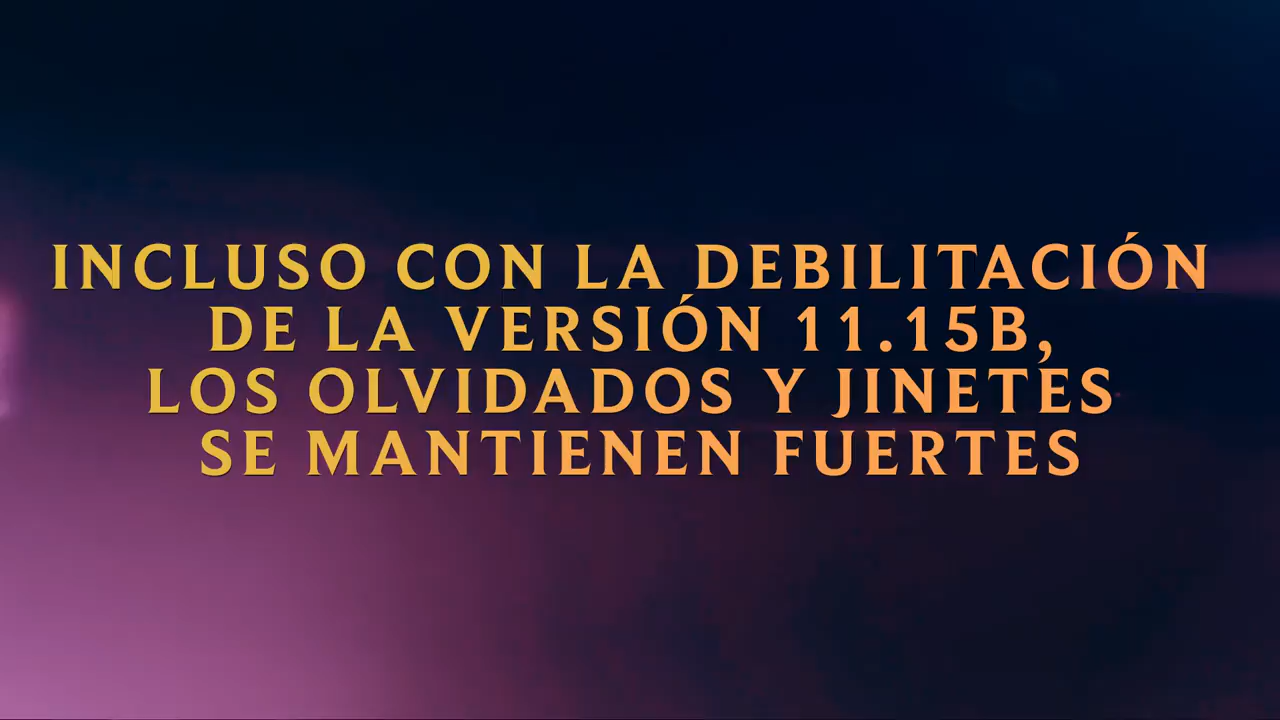 INCLUSO CON LA DEBILITACIÓN
DE LA VERSIÓN 11.15B,
LOS OLVIDADOS Y JINETES
SE MANTIENEN FUERTES